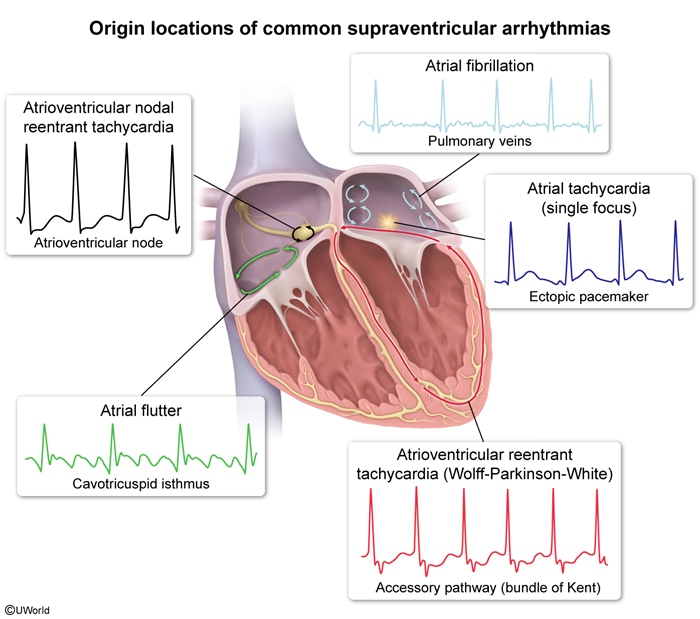 Origin locations of common supraventricular arrhythmias
Atrial fibrillation
Pulmonary veins
Atrioventricular nodal
reentrant tachycardia
Atrioventricular node
Atrial tachycardia
(single focus)
Ectopic pacemaker
Atrial flutter
Cavotricuspid isthmus
Atrioventricular reentrant
tachycardia (Wolff-Parkinson-White)
Accessory pathway (bundle of Kent)
©UWorld